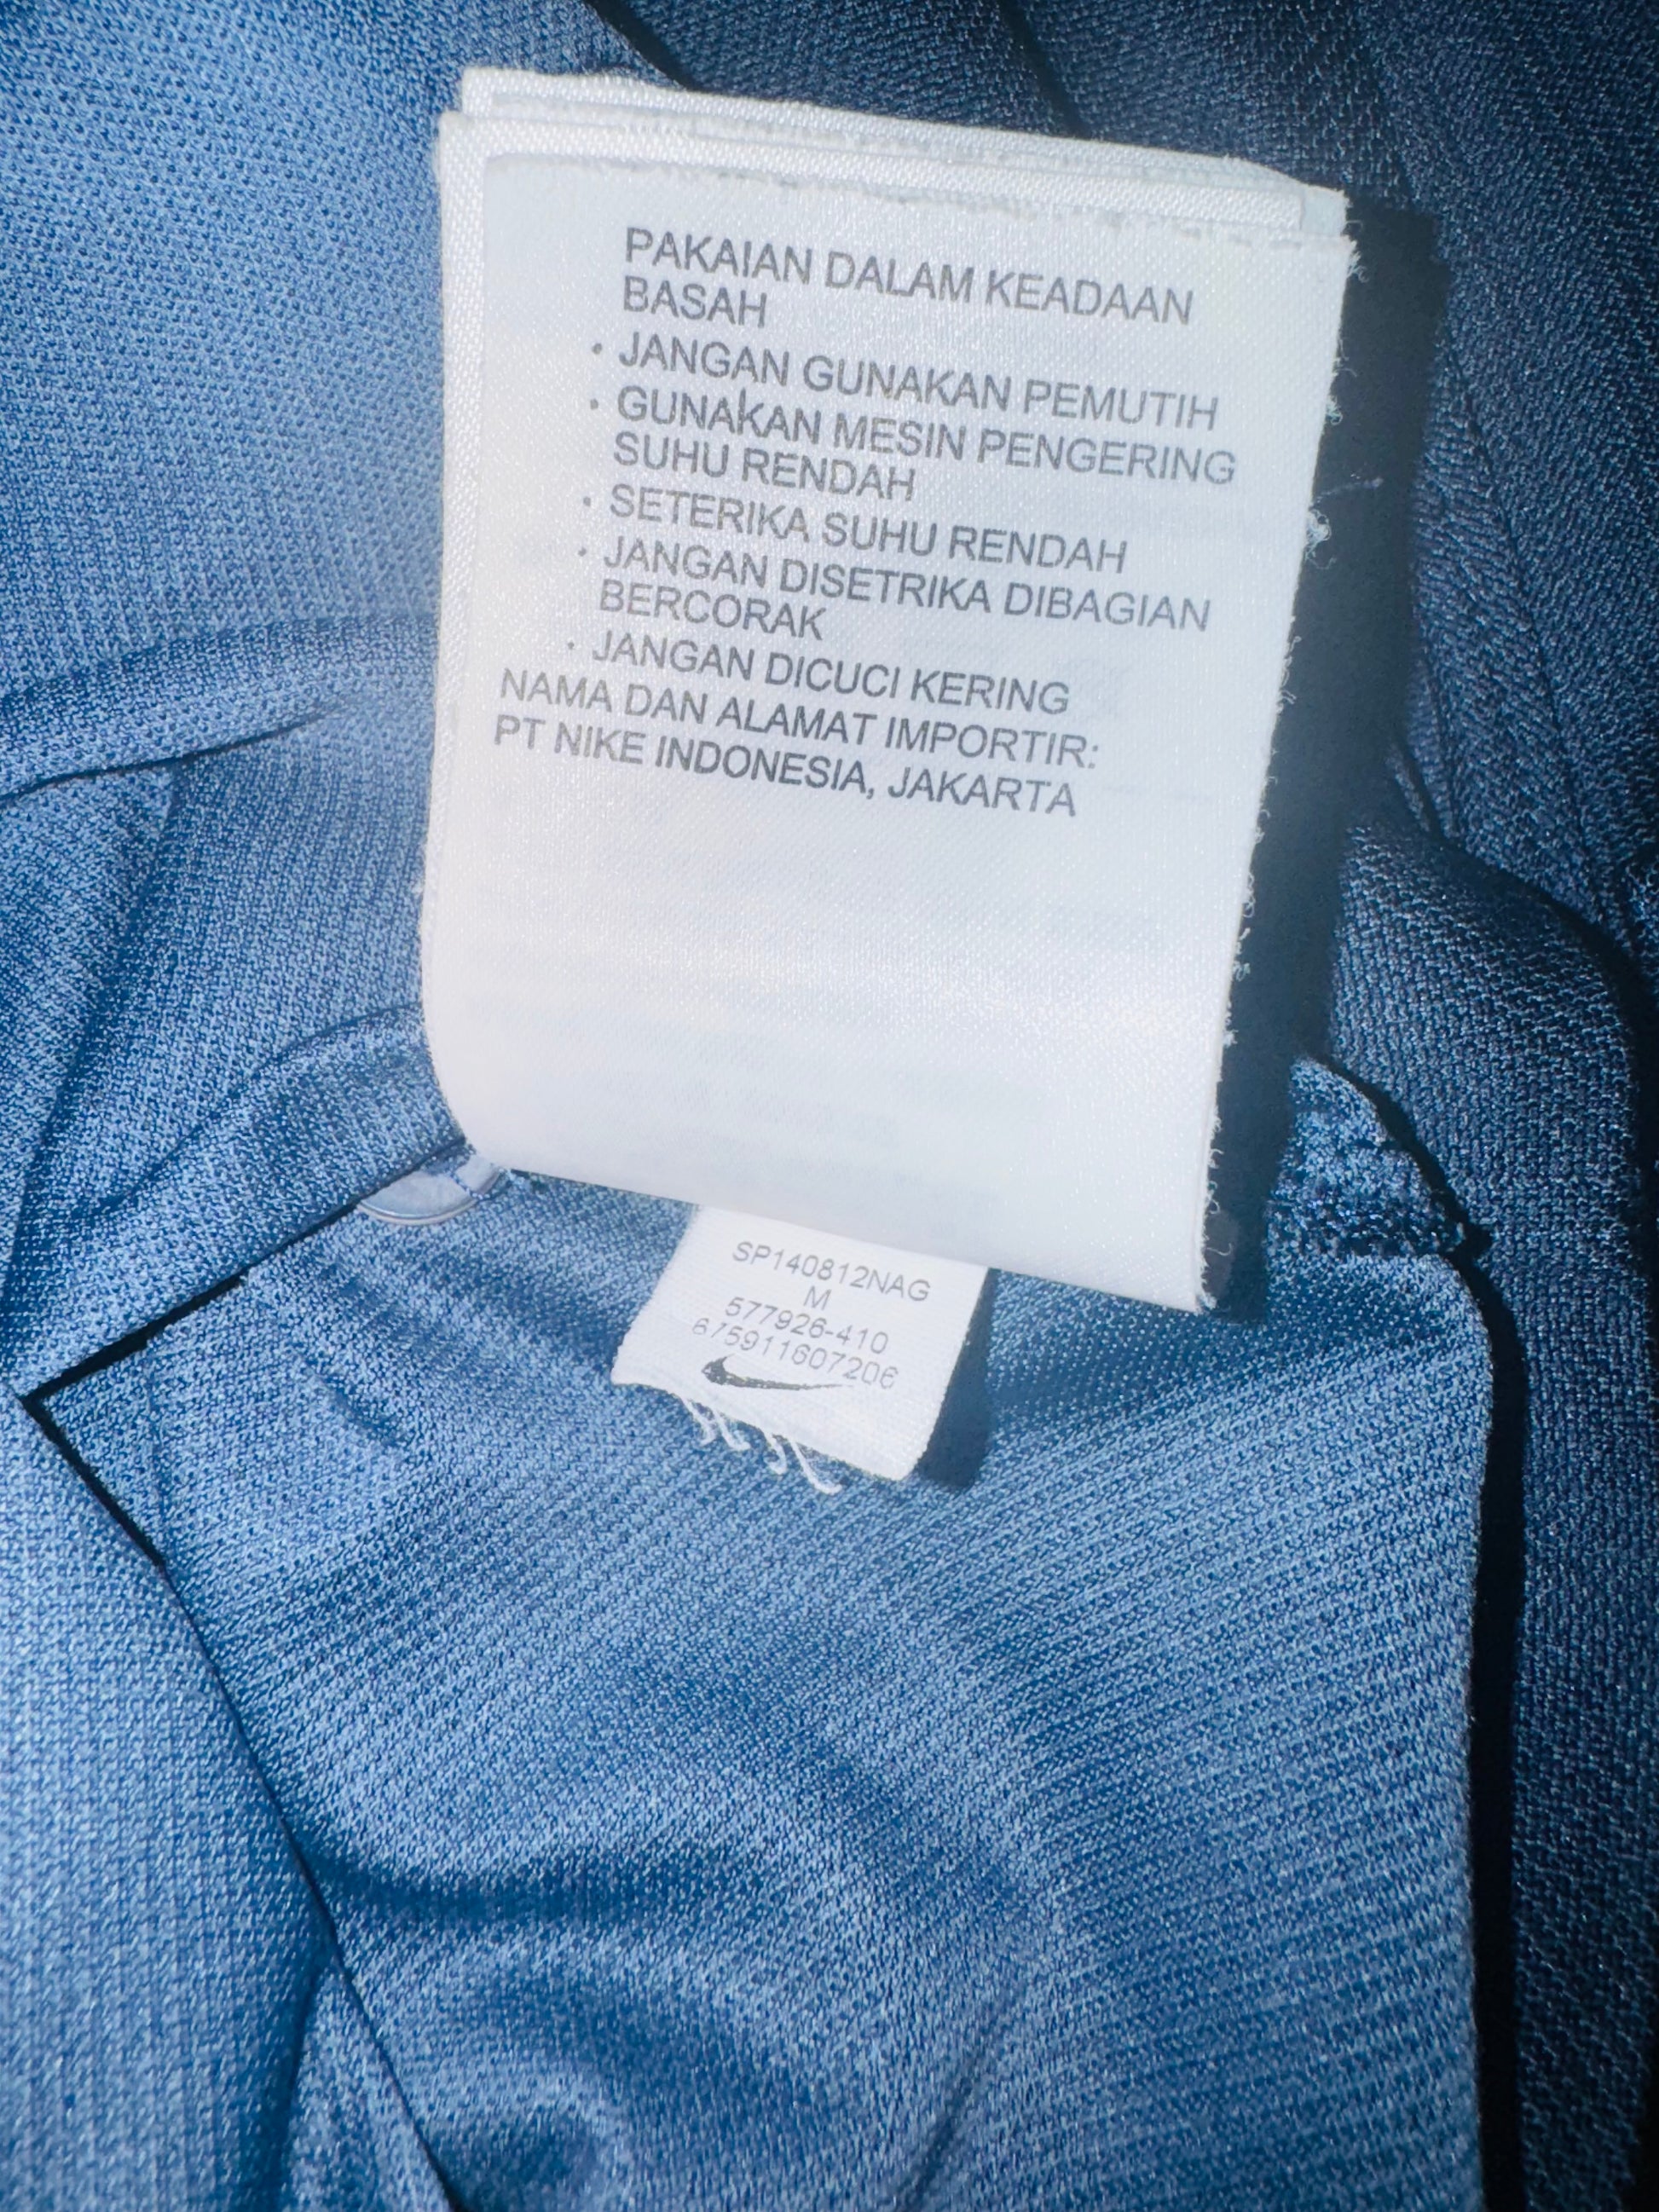 PAKAIAN DALAM KEADAAN
BASAH
· JANGAN GUNAKAN PEMUTIH
· GUNAKAN MESIN PENGERING
SUHU RENDAH
· SETERIKA SUHU RENDAH
· JANGAN DISETRIKA DIBAGIAN
BERCORAK
· JANGAN DICUCI KERING
NAMA DAN ALAMAT IMPORTIR:
PT NIKE INDONESIA, JAKARTA
SP140812NAG
M
577926-410
675911607206